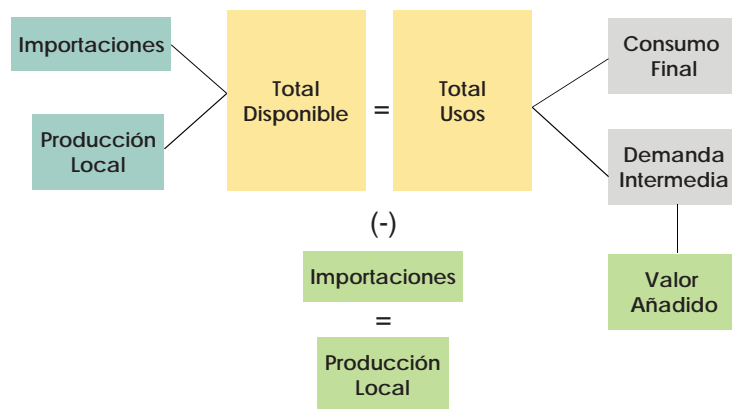 Importaciones
Producción
Local
Total
Disponible
=
Total
Usos
Consumo
Final
Demanda
Intermedia
(-)
Importaciones
=
Producción
Local
Valor
Añadido